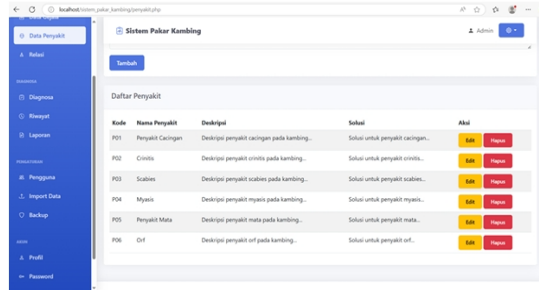 localhost/sistem_pakar_kambing/penyakit.php
Data Gejala
Data Penyakit
Relasi
DIAGNOSA
Diagnosa
Riwayat
Laporan
PENGATURAN
Pengguna
Import Data
Backup
AKUN
Profil
Password
Sistem Pakar Kambing
Admin
Tambah
Daftar Penyakit
Kode Nama Penyakit Deskripsi Solusi Aksi
P01 Penyakit Cacingan Deskripsi penyakit cacingan pada kambing... Solusi untuk penyakit cacingan... Edit Hapus
P02 Crinitis Deskripsi penyakit crinitis pada kambing... Solusi untuk penyakit crinitis... Edit Hapus
P03 Scabies Deskripsi penyakit scabies pada kambing... Solusi untuk penyakit scabies... Edit Hapus
P04 Myasis Deskripsi penyakit myasis pada kambing... Solusi untuk penyakit myasis... Edit Hapus
P05 Penyakit Mata Deskripsi penyakit mata pada kambing... Solusi untuk penyakit mata... Edit Hapus
P06 Orf Deskripsi penyakit orf pada kambing... Solusi untuk penyakit orf... Edit Hapus